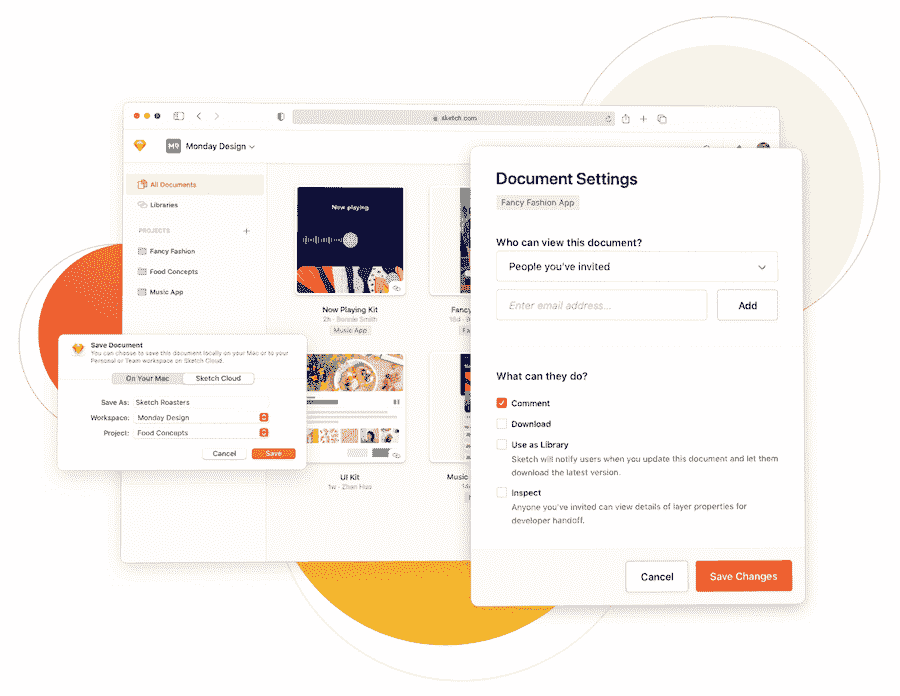 sketch.com
M9 Monday Design
All Documents
Libraries
PROJECTS
Fancy Fashion
Food Concepts
Music App
Now playing
Now Playing Kit
2h - Bonnie Smith
Music App
Fancy
UI Kit
1w - Zhen Huo
Music
Save Document
You can choose to save this document locally on your Mac or to your
Personal or Team workspace on Sketch Cloud.
On Your Mac
Sketch Cloud
Save As: Sketch Roasters
Workspace: Monday Design
Project: Food Concepts
Cancel
Save
Document Settings
Fancy Fashion App
Who can view this document?
People you've invited
Enter email address...
Add
What can they do?
Comment
Download
Use as Library
Sketch will notify users when you update this document and let them
download the latest version.
Inspect
Anyone you've invited can view details of layer properties for
developer handoff.
Cancel
Save Changes